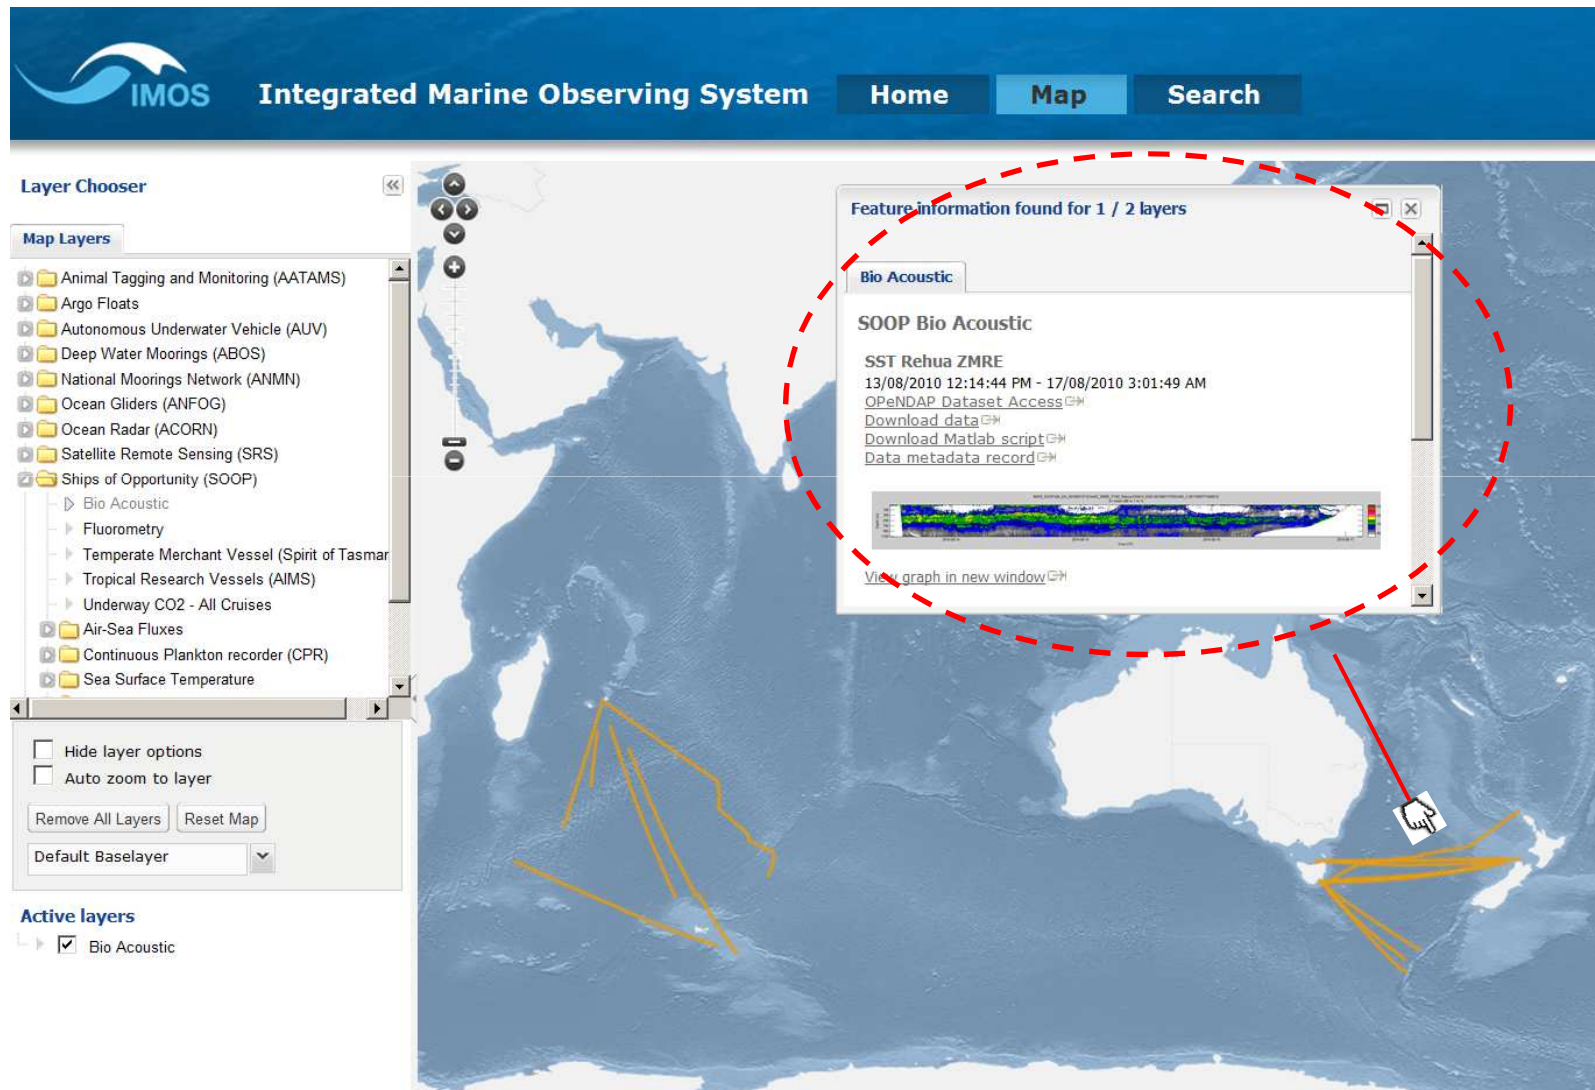 IMOS
Integrated Marine Observing System
Home
Map
Search
Layer Chooser
Map Layers
Animal Tagging and Monitoring (AATAMS)
Argo Floats
Autonomous Underwater Vehicle (AUV)
Deep Water Moorings (ABOS)
National Moorings Network (ANMN)
Ocean Gliders (ANFOG)
Ocean Radar (ACORN)
Satellite Remote Sensing (SRS)
Ships of Opportunity (SOOP)
Bio Acoustic
Fluorometry
Temperate Merchant Vessel (Spirit of Tasmar
Tropical Research Vessels (AIMS)
Underway CO2 - All Cruises
Air-Sea Fluxes
Continuous Plankton recorder (CPR)
Sea Surface Temperature
Hide layer options
Auto zoom to layer
Remove All Layers
Reset Map
Default Baselayer
Active layers
Bio Acoustic
Feature information found for 1 / 2 layers
Bio Acoustic
SOOP Bio Acoustic
SST Rehua ZMRE
13/08/2010 12:14:44 PM - 17/08/2010 3:01:49 AM
OPeNDAP Dataset Access
Download data
Download Matlab script
Data metadata record
View graph in new window